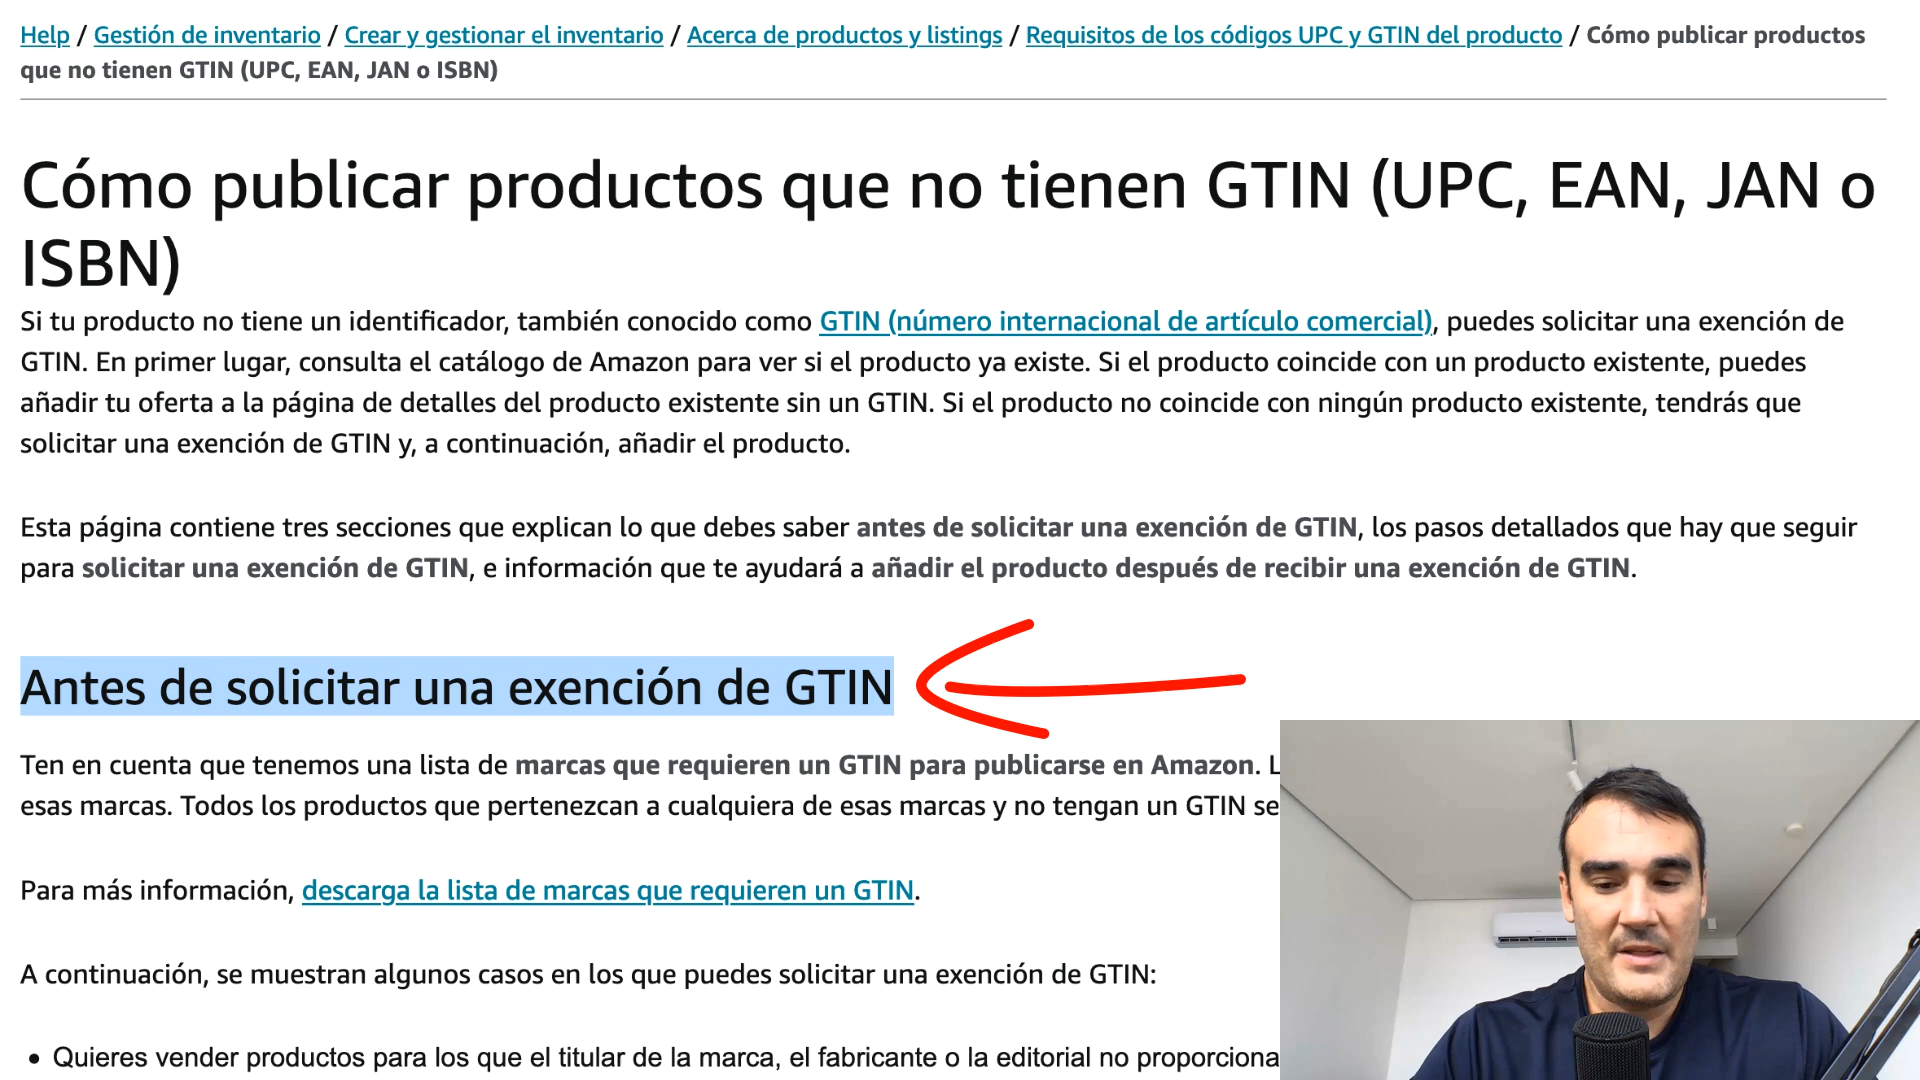 Help / Gestión de inventario / Crear y gestionar el inventario / Acerca de productos y listings / Requisitos de los códigos UPC y GTIN del producto / Cómo publicar productos
que no tienen GTIN (UPC, EAN, JAN o ISBN)
Cómo publicar productos que no tienen GTIN (UPC, EAN, JAN o
ISBN)
Si tu producto no tiene un identificador, también conocido como GTIN (número internacional de artículo comercial), puedes solicitar una exención de
GTIN. En primer lugar, consulta el catálogo de Amazon para ver si el producto ya existe. Si el producto coincide con un producto existente, puedes
añadir tu oferta a la página de detalles del producto existente sin un GTIN. Si el producto no coincide con ningún producto existente, tendrás que
solicitar una exención de GTIN y, a continuación, añadir el producto.
Esta página contiene tres secciones que explican lo que debes saber antes de solicitar una exención de GTIN, los pasos detallados que hay que seguir
para solicitar una exención de GTIN, e información que te ayudará a añadir el producto después de recibir una exención de GTIN.
Antes de solicitar una exención de GTIN
Ten en cuenta que tenemos una lista de marcas que requieren un GTIN para publicarse en Amazon. L
esas marcas. Todos los productos que pertenezcan a cualquiera de esas marcas y no tengan un GTIN se
Para más información, descarga la lista de marcas que requieren un GTIN.
A continuación, se muestran algunos casos en los que puedes solicitar una exención de GTIN:
• Quieres vender productos para los que el titular de la marca, el fabricante o la editorial no proporciona